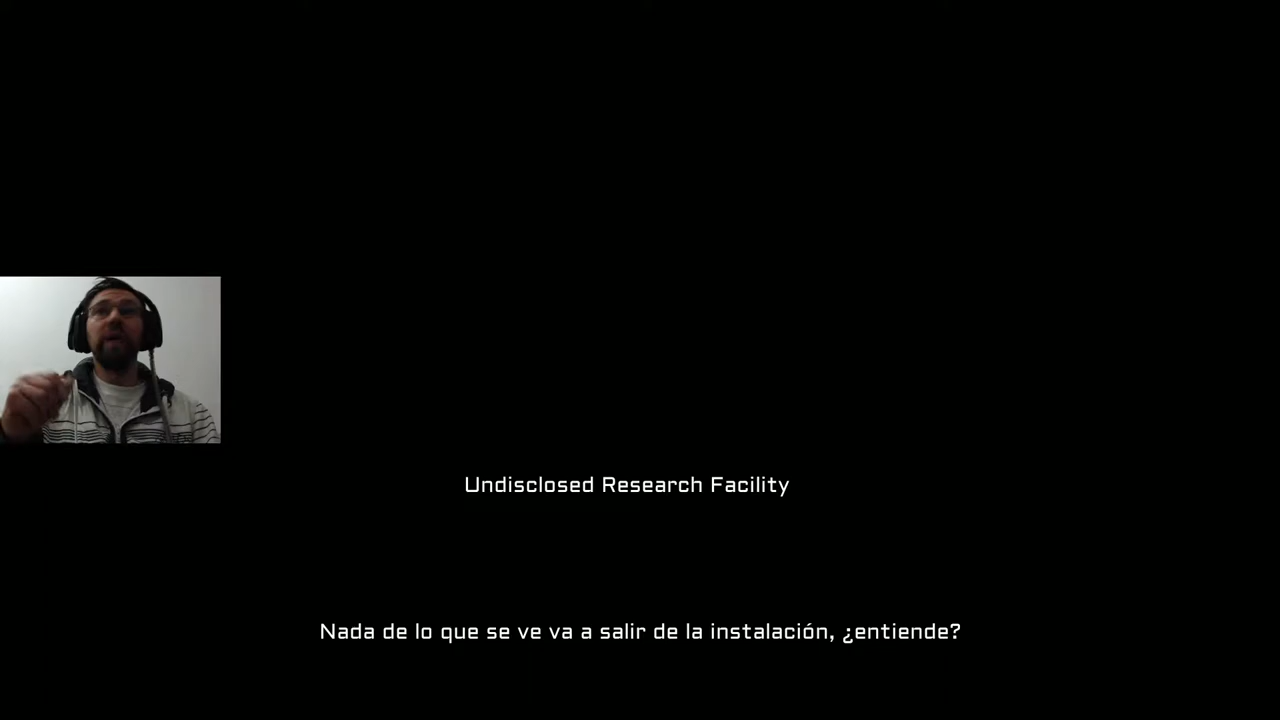 Undisclosed Research Facility
Nada de lo que se ve va a salir de la instalación, ¿entiende?